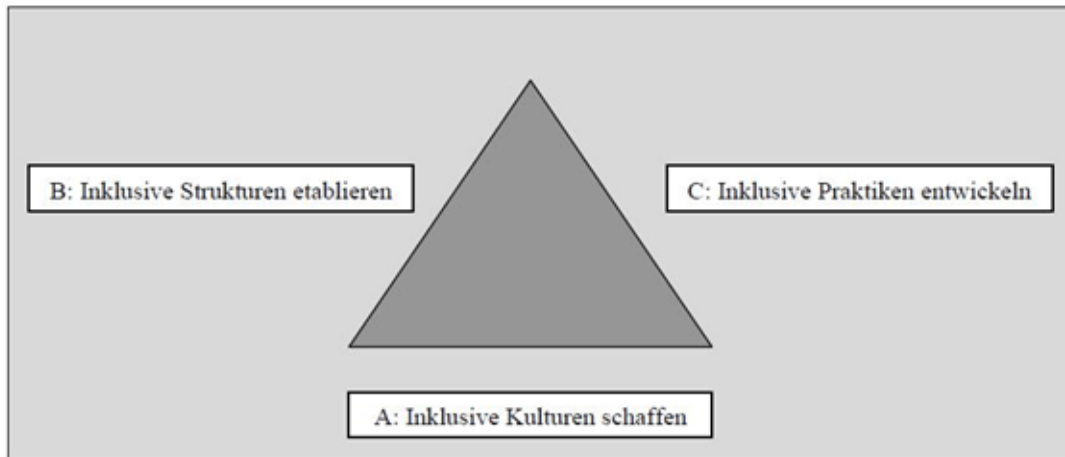 B: Inklusive Strukturen etablieren
C: Inklusive Praktiken entwickeln
A: Inklusive Kulturen schaffen